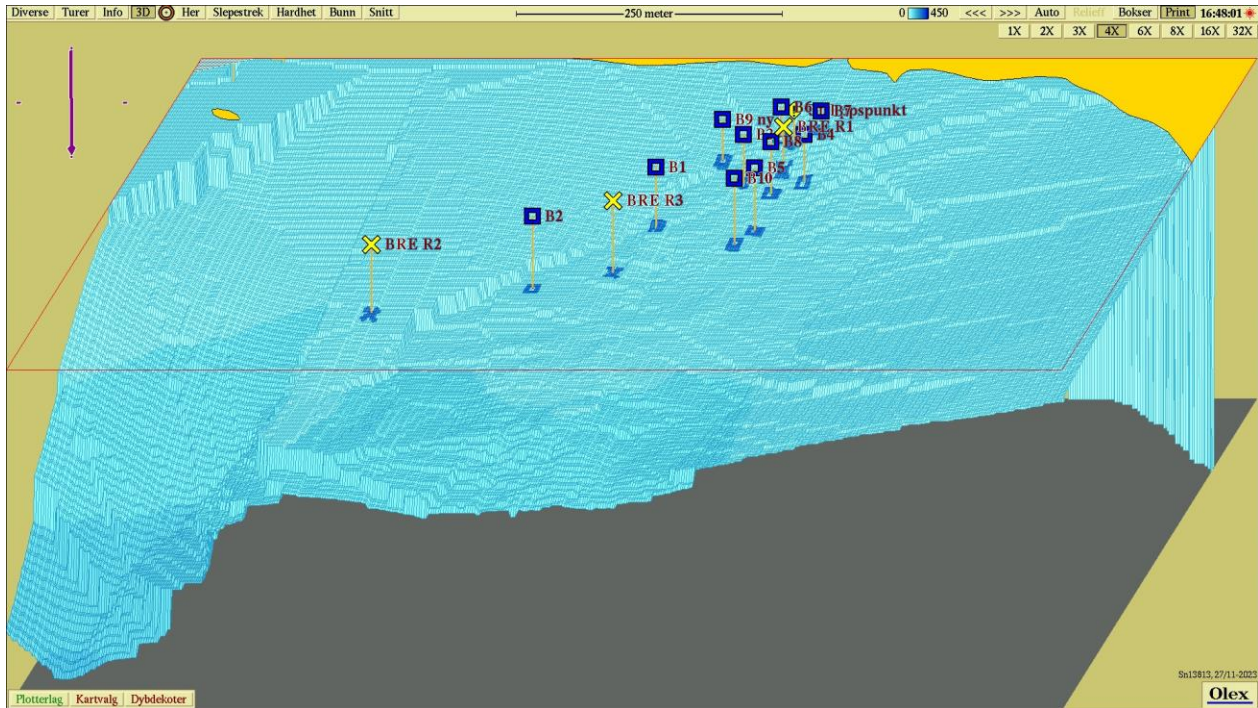 Diverse Turer Info 3D Her Slepestrek Hardhet Bunn Snitt 250 meter 0 450 <<< >>> Auto Relieff Bokser Print 16:48:01
1X 2X 3X 4X 6X 8X 16X 32X
B6
B9 ny
BRE R1
B4
B8
B1
B5
B10
BRE R3
B2
BRE R2
Sn13813, 27/11-2023
Plotterlag Kartvalg Dybdekoter
Olex